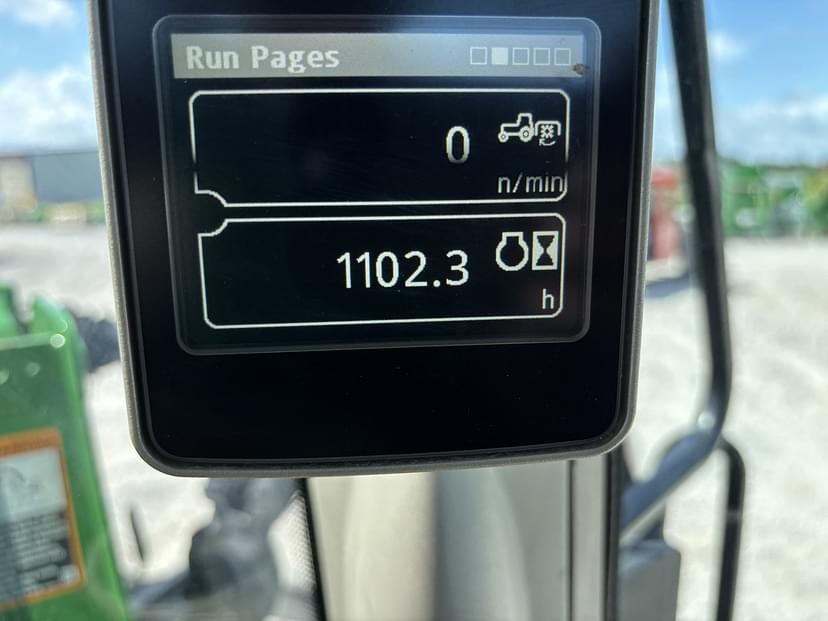 Run Pages
0
n/min
1102.3
h